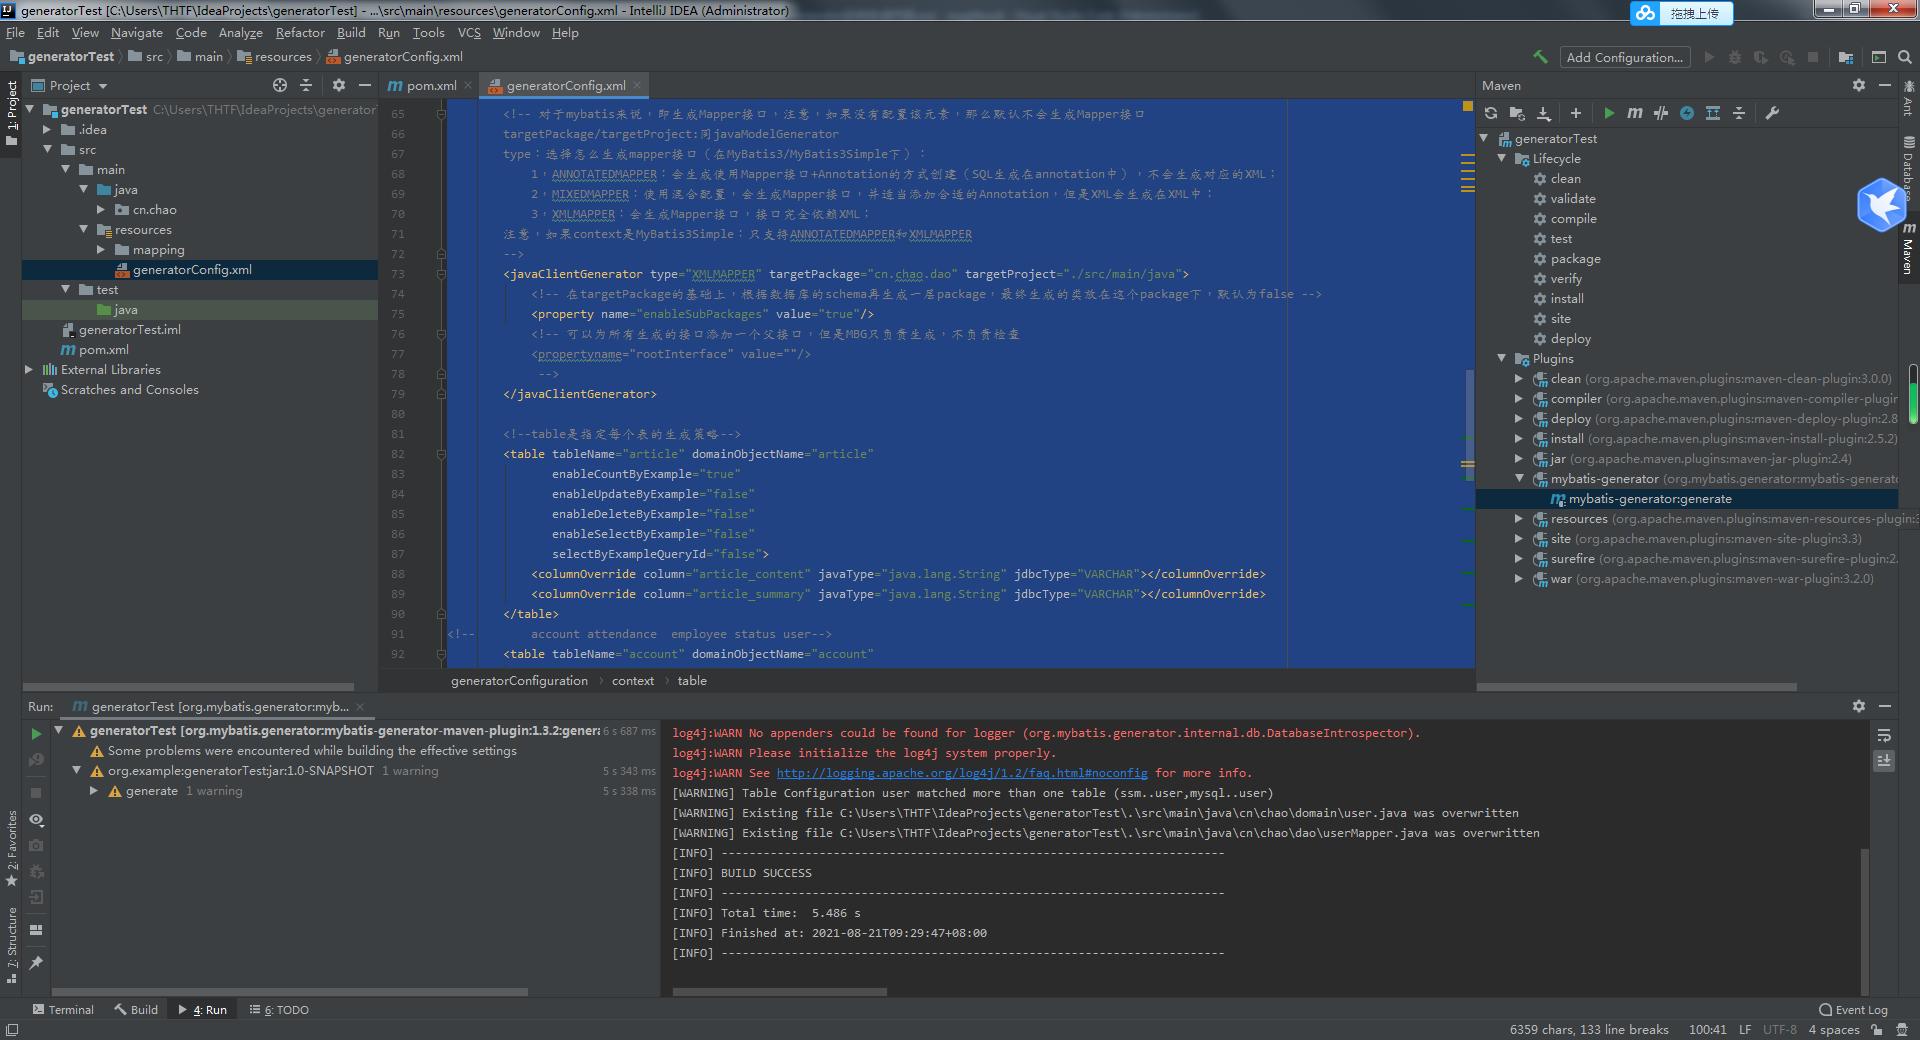 generatorTest [C:\Users\THTF\IdeaProjects\generatorTest] - ...\src\main\resources\generatorConfig.xml - IntelliJ IDEA (Administrator)
拖拽上传
File Edit View Navigate Code Analyze Refactor Build Run Tools VCS Window Help
generatorTest src main resources generatorConfig.xml
Add Configuration...
Project
pom.xml
generatorConfig.xml
Maven
1: Project
generatorTest C:\Users\THTF\IdeaProjects\generator
.idea
src
main
java
cn.chao
resources
mapping
generatorConfig.xml
test
java
generatorTest.iml
pom.xml
External Libraries
Scratches and Consoles
65 <!-- 对于mybatis来说，即生成Mapper接口，注意，如果没有配置该元素，那么默认不会生成Mapper接口
66 targetPackage/targetProject:同javaModelGenerator
67 type：选择怎么生成mapper接口（在MyBatis3/MyBatis3Simple下）：
68 1，ANNOTATEDMAPPER：会生成使用Mapper接口+Annotation的方式创建（SQL生成在annotation中），不会生成对应的XML；
69 2，MIXEDMAPPER：使用混合配置，会生成Mapper接口，并适当添加合适的Annotation，但是XML会生成在XML中；
70 3，XMLMAPPER：会生成Mapper接口，接口完全依赖XML；
71 注意，如果context是MyBatis3Simple：只支持ANNOTATEDMAPPER和XMLMAPPER
72 -->
73 <javaClientGenerator type="XMLMAPPER" targetPackage="cn.chao.dao" targetProject="./src/main/java">
74 <!-- 在targetPackage的基础上，根据数据库的schema再生成一层package，最终生成的类放在这个package下，默认为false -->
75 <property name="enableSubPackages" value="true"/>
76 <!-- 可以为所有生成的接口添加一个父接口，但是MBG只负责生成，不负责检查
77 <propertyname="rootInterface" value=""/>
78 -->
79 </javaClientGenerator>
80
81 <!--table是指定每个表的生成策略-->
82 <table tableName="article" domainObjectName="article"
83 enableCountByExample="true"
84 enableUpdateByExample="false"
85 enableDeleteByExample="false"
86 enableSelectByExample="false"
87 selectByExampleQueryId="false">
88 <columnOverride column="article_content" javaType="java.lang.String" jdbcType="VARCHAR"></columnOverride>
89 <columnOverride column="article_summary" javaType="java.lang.String" jdbcType="VARCHAR"></columnOverride>
90 </table>
91 <!-- account attendance employee status user-->
92 <table tableName="account" domainObjectName="account"
generatorConfiguration context table
generatorTest
Lifecycle
clean
validate
compile
test
package
verify
install
site
deploy
Plugins
clean (org.apache.maven.plugins:maven-clean-plugin:3.0.0)
compiler (org.apache.maven.plugins:maven-compiler-plugin
deploy (org.apache.maven.plugins:maven-deploy-plugin:2.8
install (org.apache.maven.plugins:maven-install-plugin:2.5.2)
jar (org.apache.maven.plugins:maven-jar-plugin:2.4)
mybatis-generator (org.mybatis.generator:mybatis-generato
mybatis-generator:generate
resources (org.apache.maven.plugins:maven-resources-plugin:3
site (org.apache.maven.plugins:maven-site-plugin:3.3)
surefire (org.apache.maven.plugins:maven-surefire-plugin:2.
war (org.apache.maven.plugins:maven-war-plugin:3.2.0)
Ant
Database
Maven
Run: generatorTest [org.mybatis.generator:myb...
generatorTest [org.mybatis.generator:mybatis-generator-maven-plugin:1.3.2:genera 6 s 687 ms
Some problems were encountered while building the effective settings
org.example:generatorTest:jar:1.0-SNAPSHOT 1 warning 5 s 343 ms
generate 1 warning 5 s 338 ms
log4j:WARN No appenders could be found for logger (org.mybatis.generator.internal.db.DatabaseIntrospector).
log4j:WARN Please initialize the log4j system properly.
log4j:WARN See http://logging.apache.org/log4j/1.2/faq.html#noconfig for more info.
[WARNING] Table Configuration user matched more than one table (ssm..user,mysql..user)
[WARNING] Existing file C:\Users\THTF\IdeaProjects\generatorTest\.\src\main\java\cn\chao\domain\user.java was overwritten
[WARNING] Existing file C:\Users\THTF\IdeaProjects\generatorTest\.\src\main\java\cn\chao\dao\userMapper.java was overwritten
[INFO] ------------------------------------------------------------------------
[INFO] BUILD SUCCESS
[INFO] ------------------------------------------------------------------------
[INFO] Total time:  5.486 s
[INFO] Finished at: 2021-08-21T09:29:47+08:00
[INFO] ------------------------------------------------------------------------
2: Favorites
7: Structure
Terminal Build 4: Run 6: TODO
Event Log
6359 chars, 133 line breaks 100:41 LF UTF-8 4 spaces